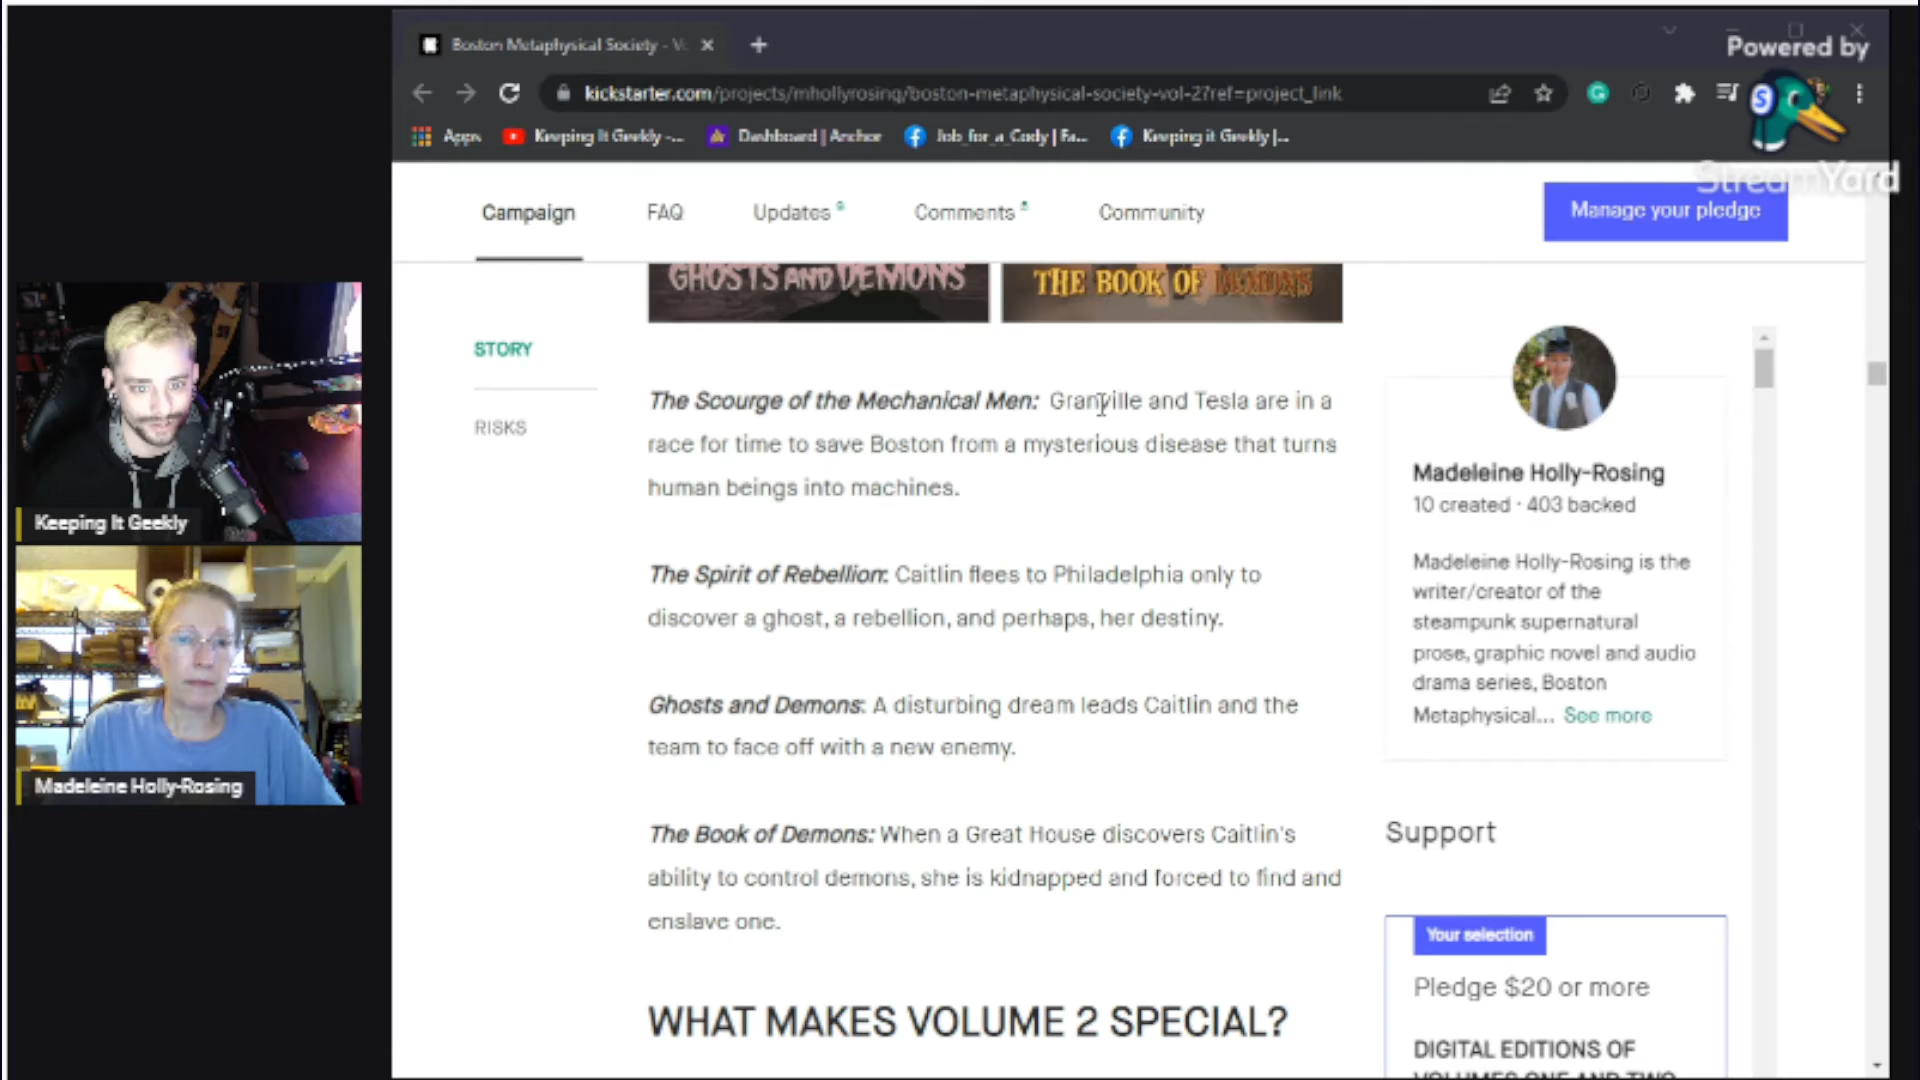 Boston Metaphysical Society - V
Powered by
kickstarter.com/projects/mhollyrosing/boston-metaphysical-society-vol-2?ref=project_link
Apps
Keeping It Geekly -...
Dashboard | Anchor
Job_for_a_Cody | Fa...
Keeping it Geekly |...
StreamYard
Campaign
FAQ
Updates 9
Comments
Community
Manage your pledge
GHOSTS AND DEMONS
THE BOOK OF DEMONS
STORY
RISKS
The Scourge of the Mechanical Men: Granville and Tesla are in a
race for time to save Boston from a mysterious disease that turns
human beings into machines.
The Spirit of Rebellion: Caitlin flees to Philadelphia only to
discover a ghost, a rebellion, and perhaps, her destiny.
Ghosts and Demons: A disturbing dream leads Caitlin and the
team to face off with a new enemy.
The Book of Demons: When a Great House discovers Caitlin's
ability to control demons, she is kidnapped and forced to find and
enslave one.
WHAT MAKES VOLUME 2 SPECIAL?
Madeleine Holly-Rosing
10 created · 403 backed
Madeleine Holly-Rosing is the
writer/creator of the
steampunk supernatural
prose, graphic novel and audio
drama series, Boston
Metaphysical... See more
Support
Your selection
Pledge $20 or more
DIGITAL EDITIONS OF
VOLUMES ONE AND TWO
Keeping It Geekly
Madeleine Holly-Rosing